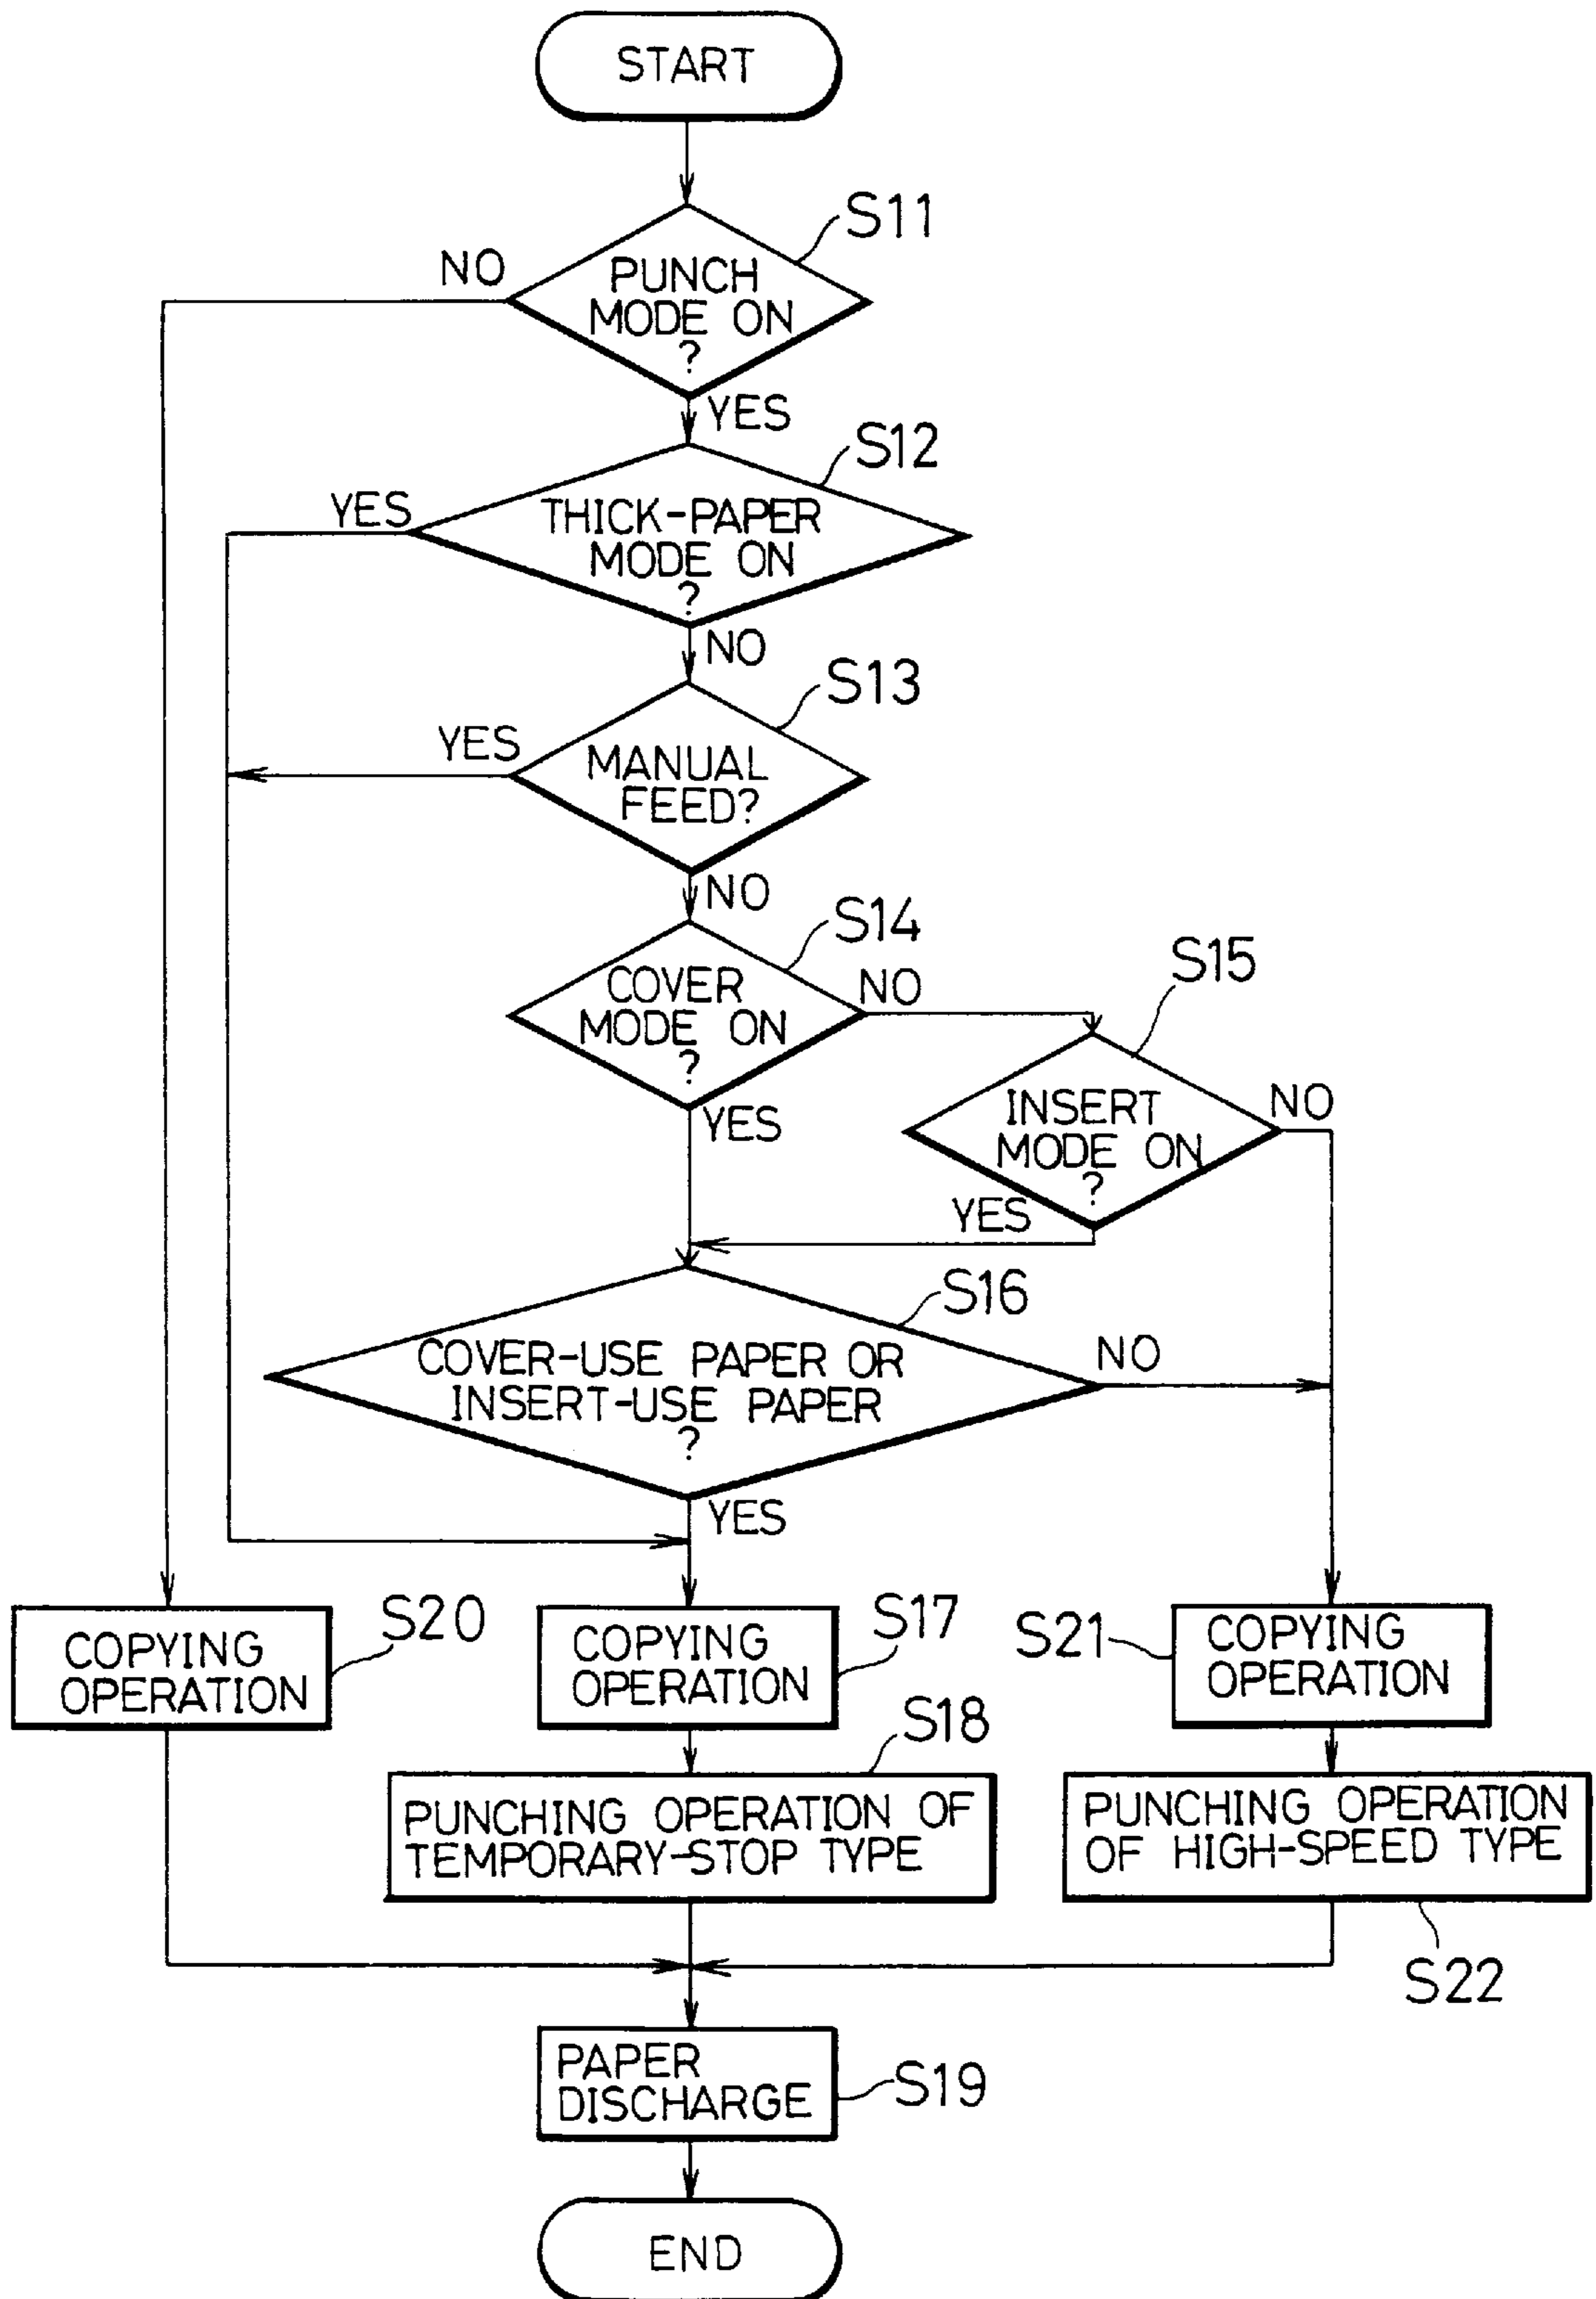 START
S11
NO
PUNCH
MODE ON
?
YES
S12
YES
THICK-PAPER
MODE ON
?
NO
S13
YES
MANUAL
FEED?
NO
S14
COVER
MODE ON
?
NO
YES
S15
INSERT
MODE ON
?
NO
YES
S16
COVER-USE PAPER OR
INSERT-USE PAPER
?
NO
YES
COPYING
OPERATION
S20
COPYING
OPERATION
S17
S21
COPYING
OPERATION
S18
PUNCHING OPERATION OF
TEMPORARY-STOP TYPE
PUNCHING OPERATION
OF HIGH-SPEED TYPE
S22
PAPER
DISCHARGE
S19
END